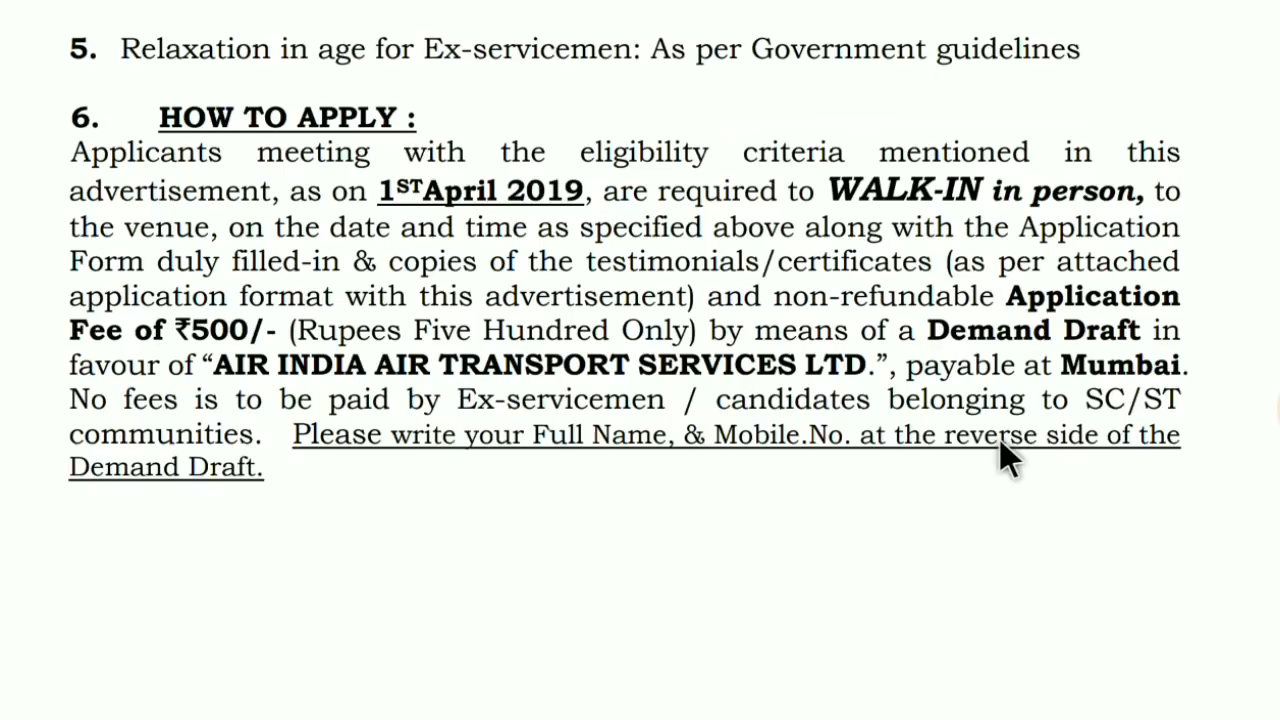 5. Relaxation in age for Ex-servicemen: As per Government guidelines
6. HOW TO APPLY :
Applicants meeting with the eligibility criteria mentioned in this
advertisement, as on 1STApril 2019, are required to WALK-IN in person, to
the venue, on the date and time as specified above along with the Application
Form duly filled-in & copies of the testimonials/certificates (as per attached
application format with this advertisement) and non-refundable Application
Fee of ₹500/- (Rupees Five Hundred Only) by means of a Demand Draft in
favour of “AIR INDIA AIR TRANSPORT SERVICES LTD.”, payable at Mumbai.
No fees is to be paid by Ex-servicemen / candidates belonging to SC/ST
communities. Please write your Full Name, & Mobile.No. at the reverse side of the
Demand Draft.